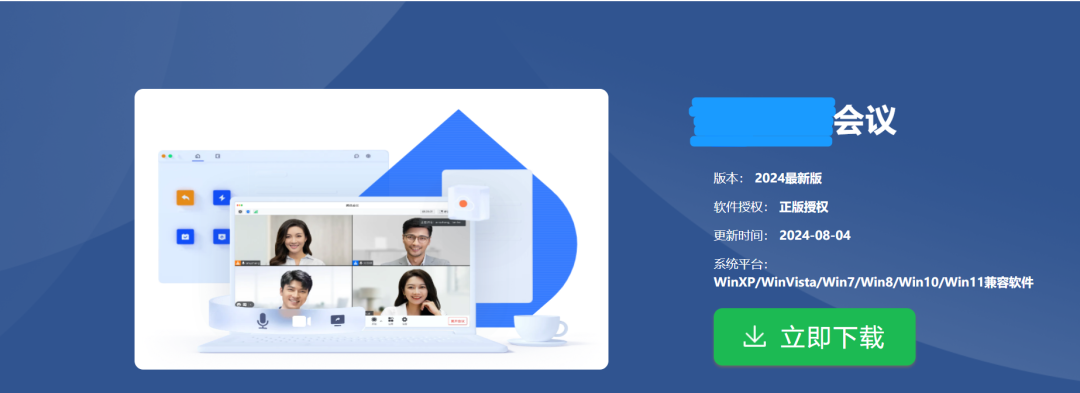 会议
版本： 2024最新版
软件授权： 正版授权
更新时间： 2024-08-04
系统平台：
WinXP/WinVista/Win7/Win8/Win10/Win11兼容软件
立即下载